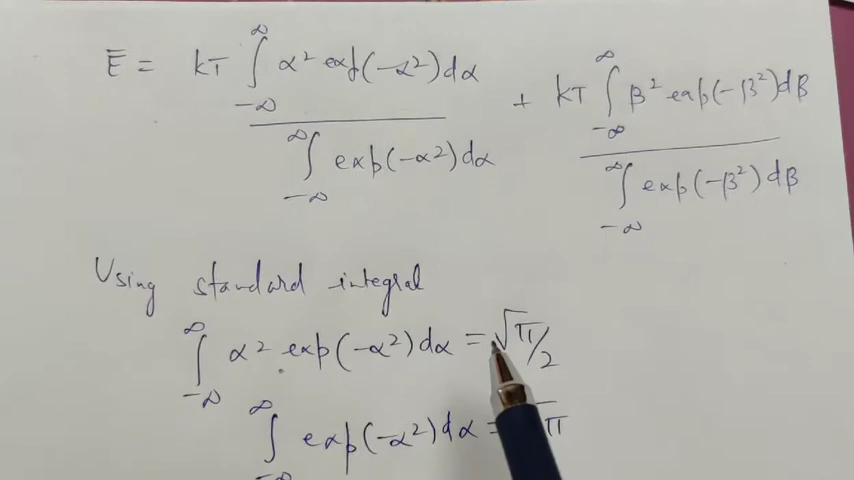 E̅ = kT ∫_{-∞}^{∞} α² exp(-α²)dα / ∫_{-∞}^{∞} exp(-α²)dα + kT ∫_{-∞}^{∞} β² exp(-β²)dβ / ∫_{-∞}^{∞} exp(-β²)dβ
Using standard integral
∫_{-∞}^{∞} α² exp(-α²)dα = √π/2
∫_{-∞}^{∞} exp(-α²)dα = π